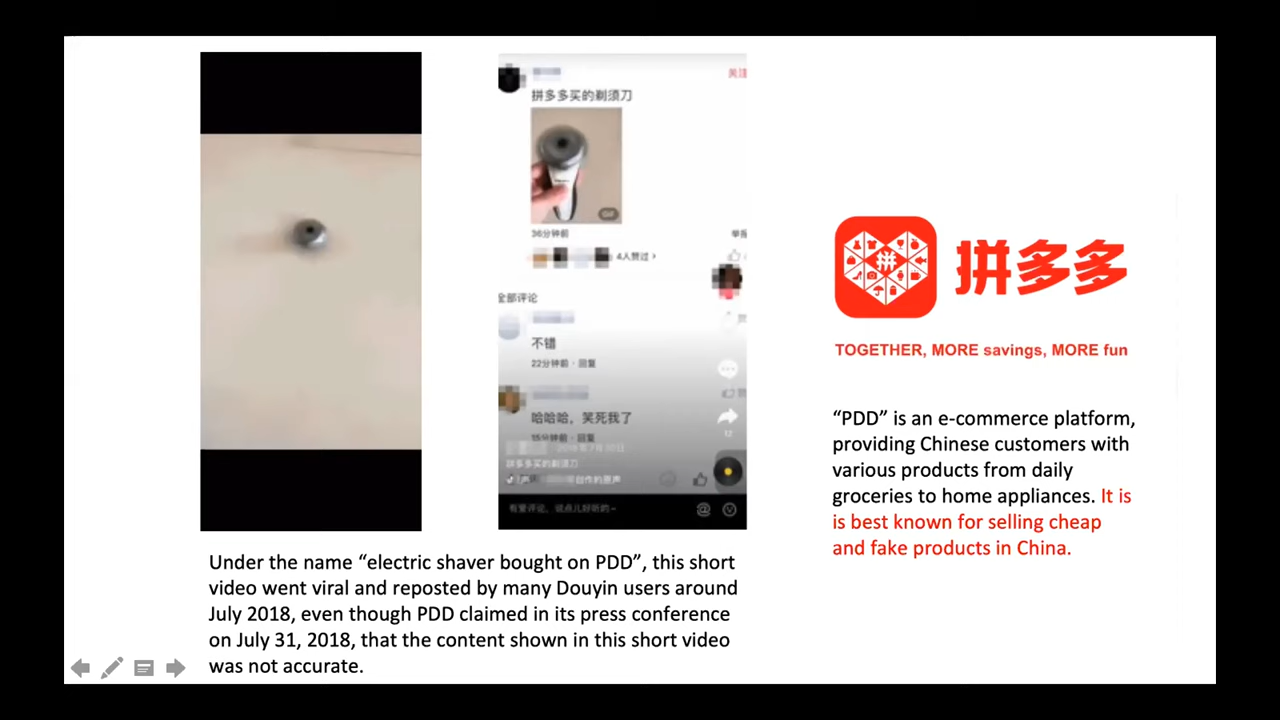 关注
拼多多买的剃须刀
36分钟前
4人赞过
全部评论
不错
22分钟前 · 回复
哈哈哈，笑死我了
15分钟前 · 回复
拼多多买的剃须刀
有爱评论，说点儿好听的~
Under the name “electric shaver bought on PDD”, this short
video went viral and reposted by many Douyin users around
July 2018, even though PDD claimed in its press conference
on July 31, 2018, that the content shown in this short video
was not accurate.
拼
拼多多
TOGETHER, MORE savings, MORE fun
“PDD” is an e-commerce platform,
providing Chinese customers with
various products from daily
groceries to home appliances. It is
is best known for selling cheap
and fake products in China.